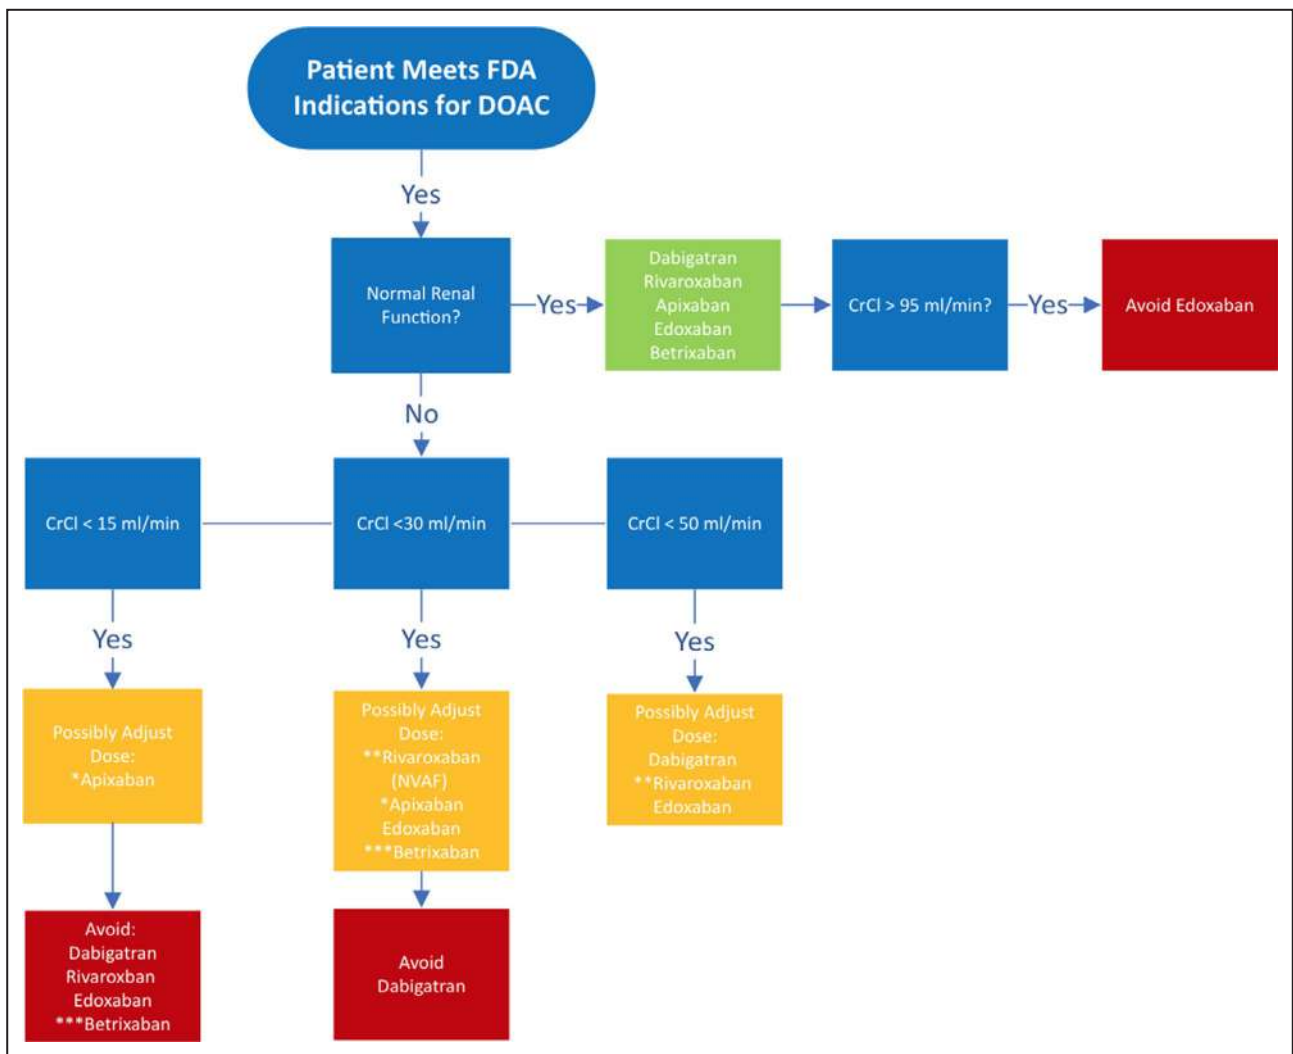 Patient Meets FDA
Indications for DOAC
Yes
Normal Renal
Function?
Yes
Dabigatran
Rivaroxaban
Apixaban
Edoxaban
Betrixaban
CrCl > 95 ml/min?
Yes
Avoid Edoxaban
No
CrCl < 15 ml/min
CrCl <30 ml/min
CrCl < 50 ml/min
Yes
Yes
Yes
Possibly Adjust
Dose:
*Apixaban
Possibly Adjust
Dose:
**Rivaroxaban
(NVAF)
*Apixaban
Edoxaban
***Betrixaban
Possibly Adjust
Dose:
Dabigatran
**Rivaroxaban
Edoxaban
Avoid:
Dabigatran
Rivaroxban
Edoxaban
***Betrixaban
Avoid
Dabigatran